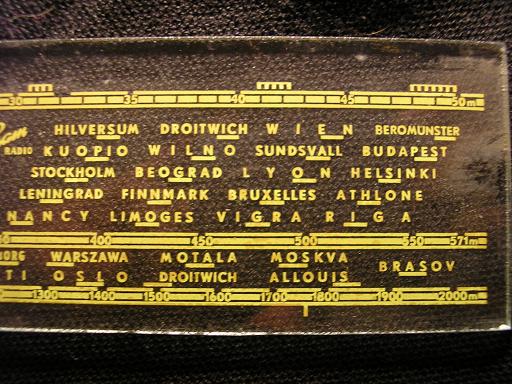 30 35 40 45 50m
HILVERSUM DROITWICH WIEN BEROMÜNSTER
RADIO KUOPIO WILNO SUNDSVALL BUDAPEST
STOCKHOLM BEOGRAD LYON HELSINKI
LENINGRAD FINNMARK BRUXELLES ATHLONE
NANCY LIMOGES VIGRA RIGA
400 450 500 550 571m
WARSZAWA MOTALA MOSKVA BRASOV
OSLO DROITWICH ALLOUIS
1300 1400 1500 1600 1700 1800 1900 2000m